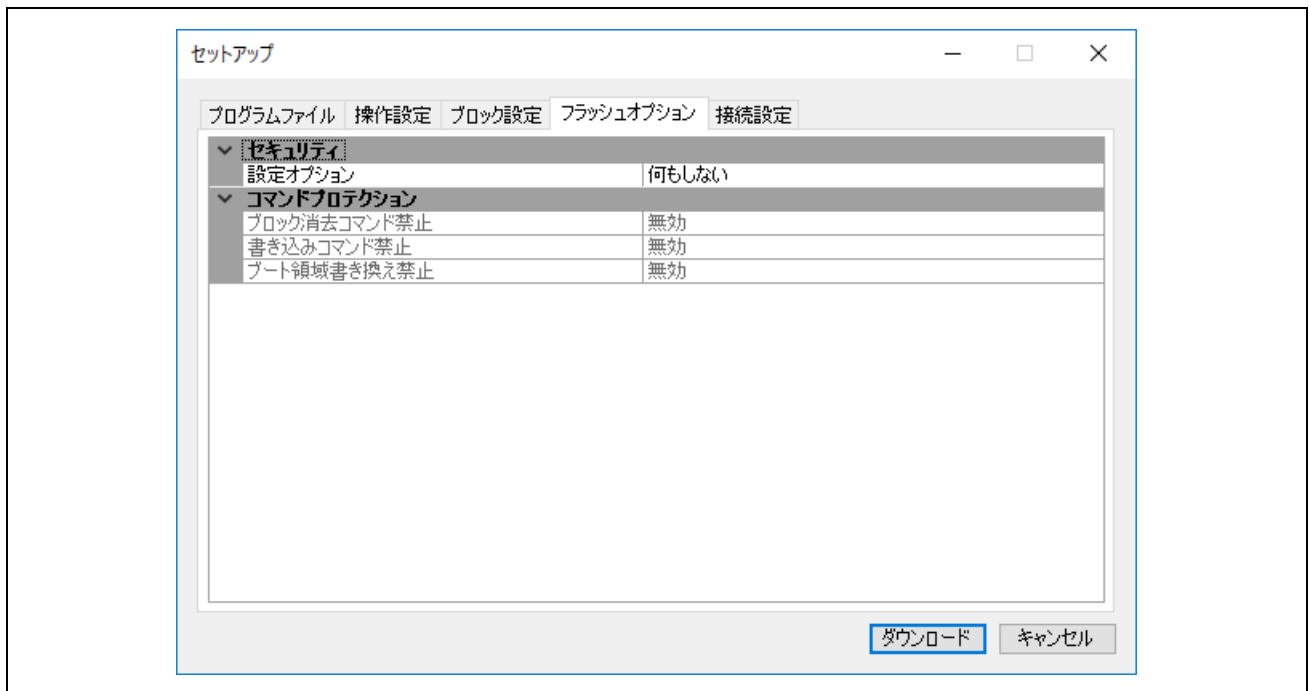 セットアップ
プログラムファイル 操作設定 ブロック設定 フラッシュオプション 接続設定
セキュリティ
設定オプション 何もしない
コマンドプロテクション
ブロック消去コマンド禁止 無効
書き込みコマンド禁止 無効
ブート領域書き換え禁止 無効
ダウンロード キャンセル